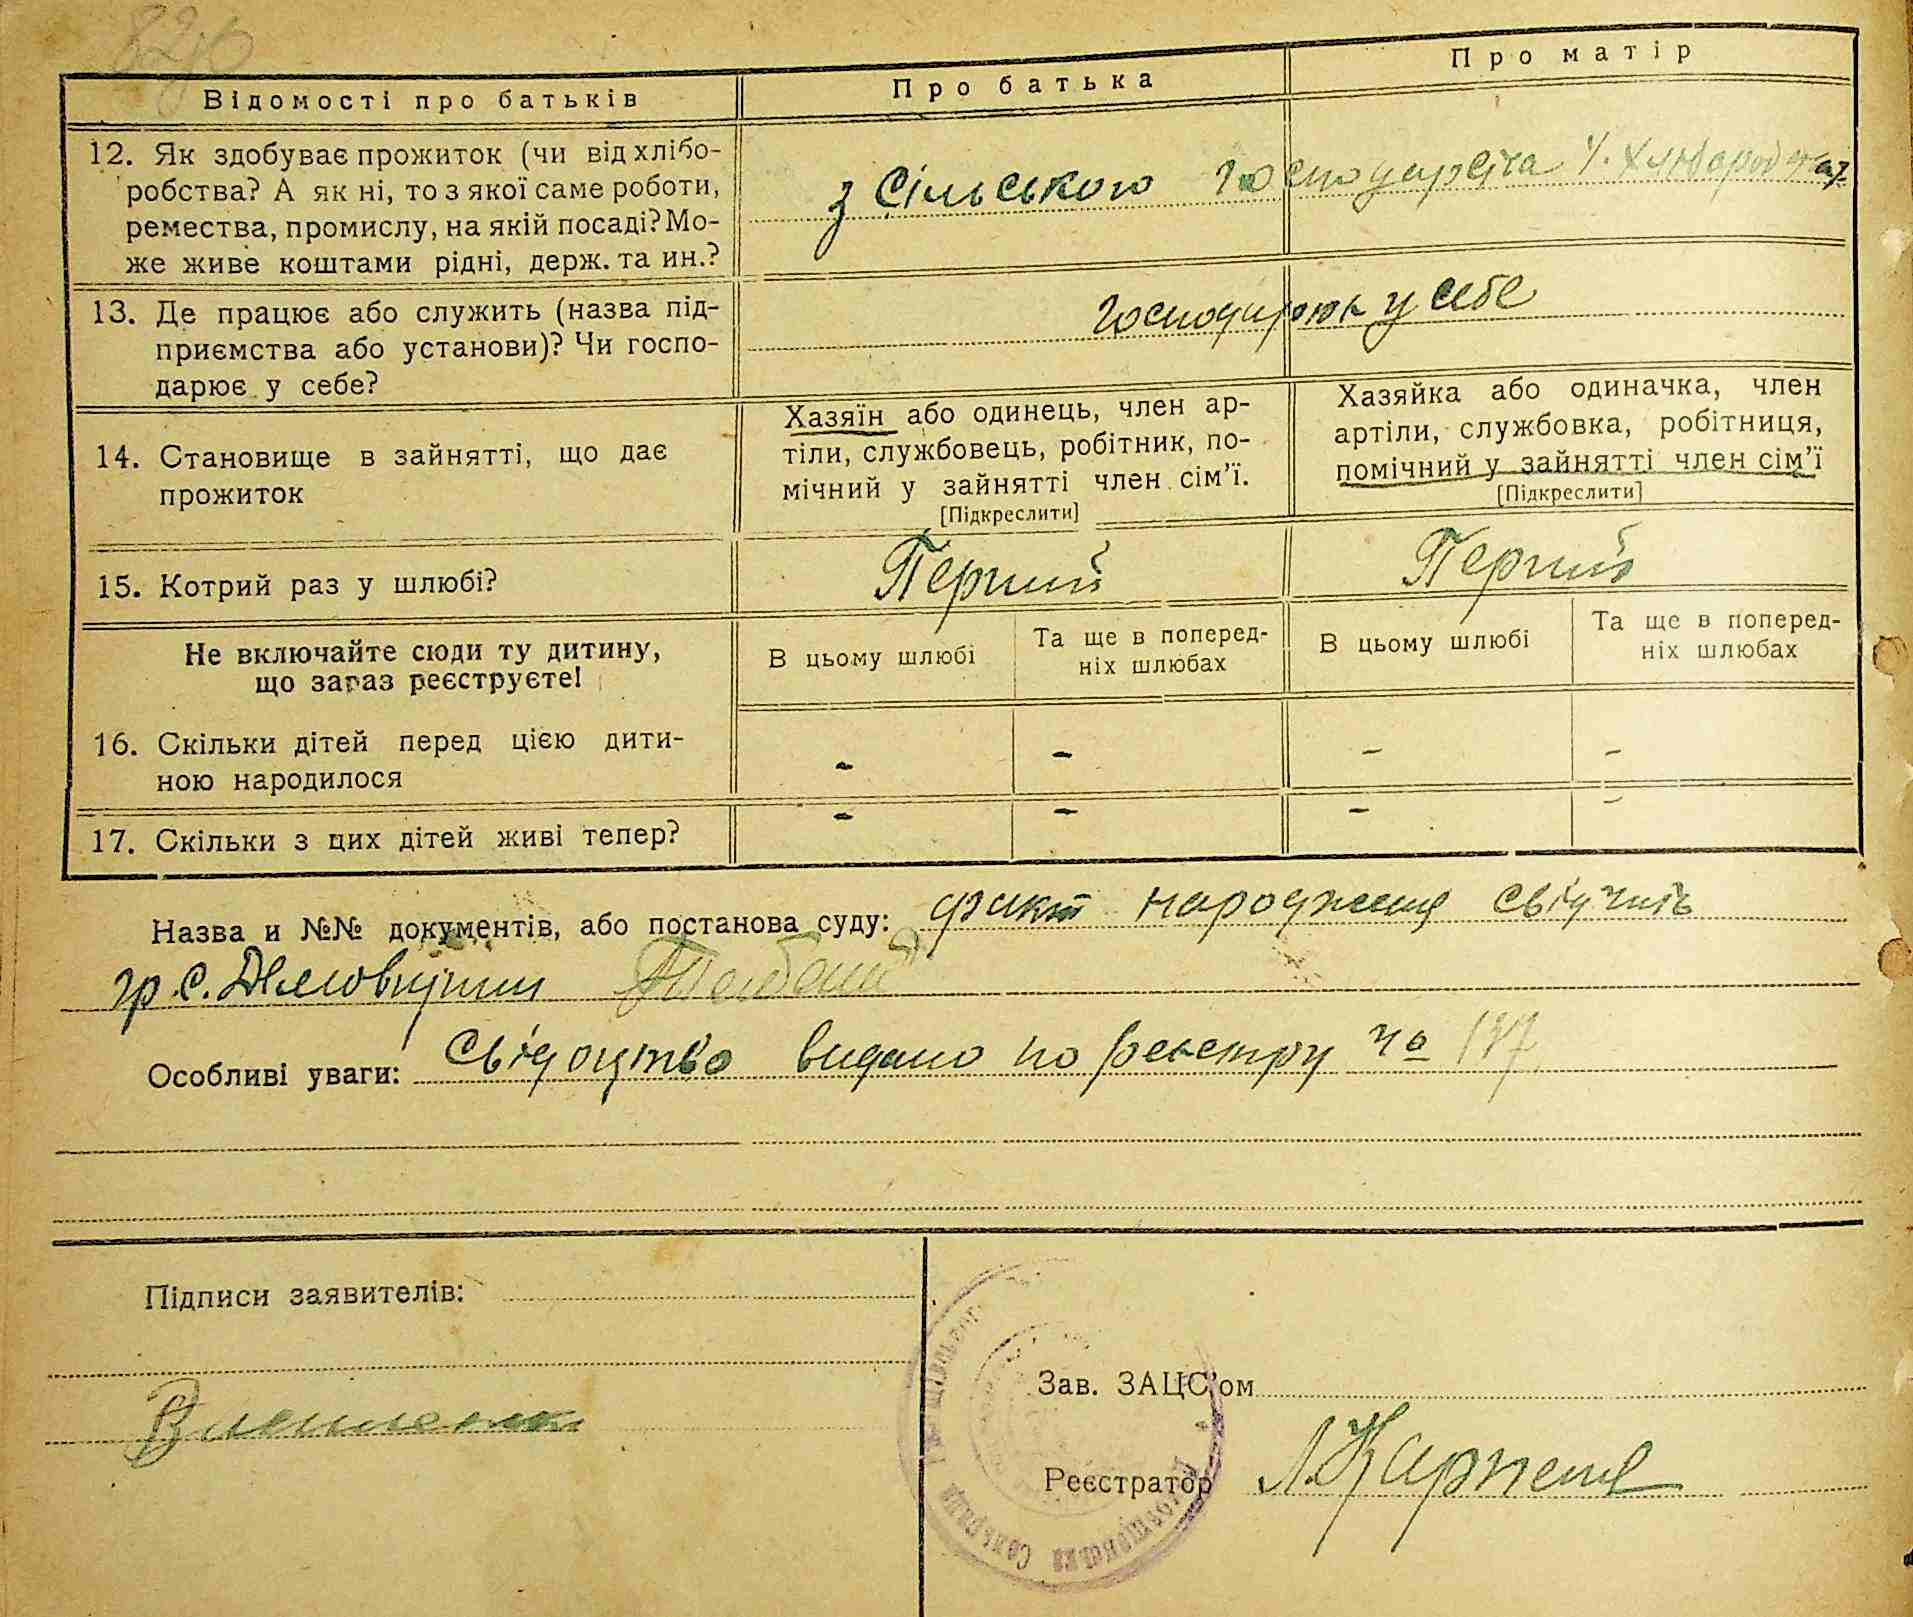 Відомості про батьків
Про батька
Про матір
12. Як здобуває прожиток (чи від хлібо-
робства? А як ні, то з якої саме роботи,
ремества, промислу, на якій посаді? Мо-
же живе коштами рідні, держ. та ин.?
з сільського господарства
13. Де працює або служить (назва під-
приємства або установи)? Чи госпо-
дарює у себе?
господарюють у себе
14. Становище в зайнятті, що дає
прожиток
Хазяїн або одинець, член ар-
тіли, службовець, робітник, по-
мічний у зайнятті член сім'ї.
[Підкреслити]
Хазяйка або одиначка, член
артіли, службовка, робітниця,
помічний у зайнятті член сім'ї
[Підкреслити]
15. Котрий раз у шлюбі?
Перший
Перший
Не включайте сюди ту дитину,
що зараз реєструєте!
В цьому шлюбі
Та ще в поперед-
ніх шлюбах
В цьому шлюбі
Та ще в поперед-
ніх шлюбах
16. Скільки дітей перед цією дити-
ною народилося
- - - -
17. Скільки з цих дітей живі тепер?
- - - -
Назва и №№ документів, або постанова суду: факт народження свідчить
гр. с.
Особливі уваги: Свідоцтво видано по реєстру №
Підписи заявителів:
Зав. ЗАЦС'ом
Реєстратор